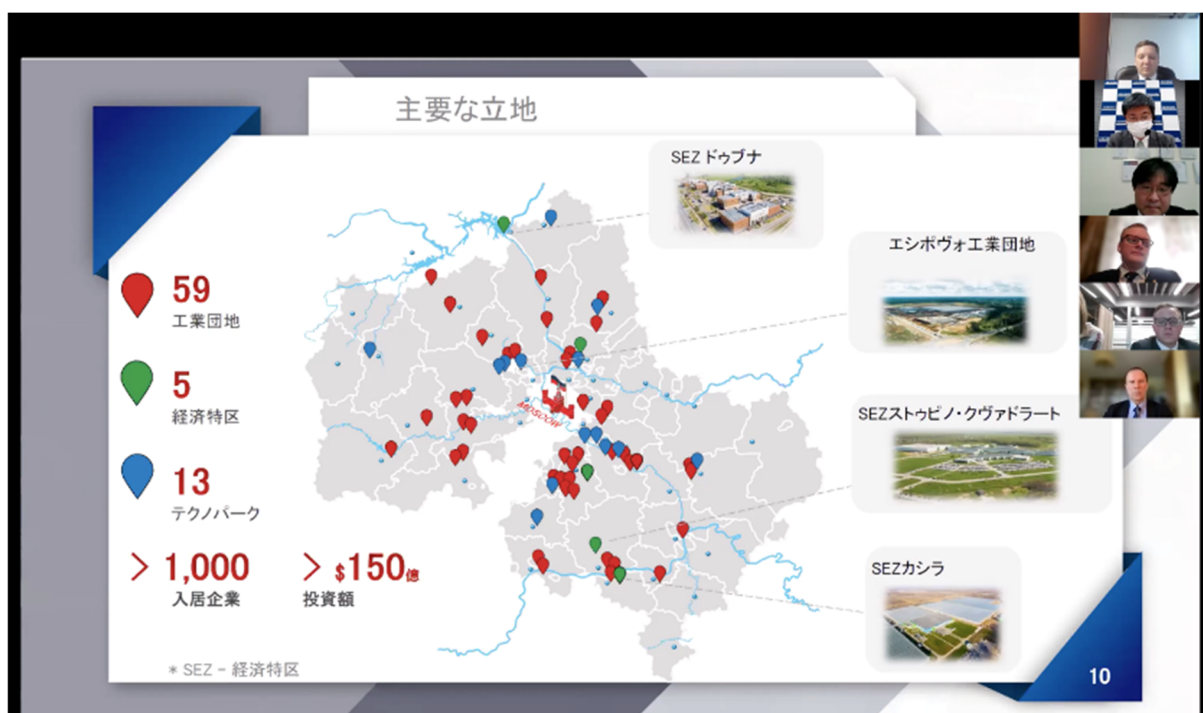 主要な立地
SEZ ドゥブナ
エシポヴォ工業団地
59
工業団地
5
経済特区
MOSCOW
SEZストゥピノ・クヴァドラート
13
テクノパーク
> 1,000
入居企業
> $150億
投資額
SEZカシラ
* SEZ - 経済特区
10